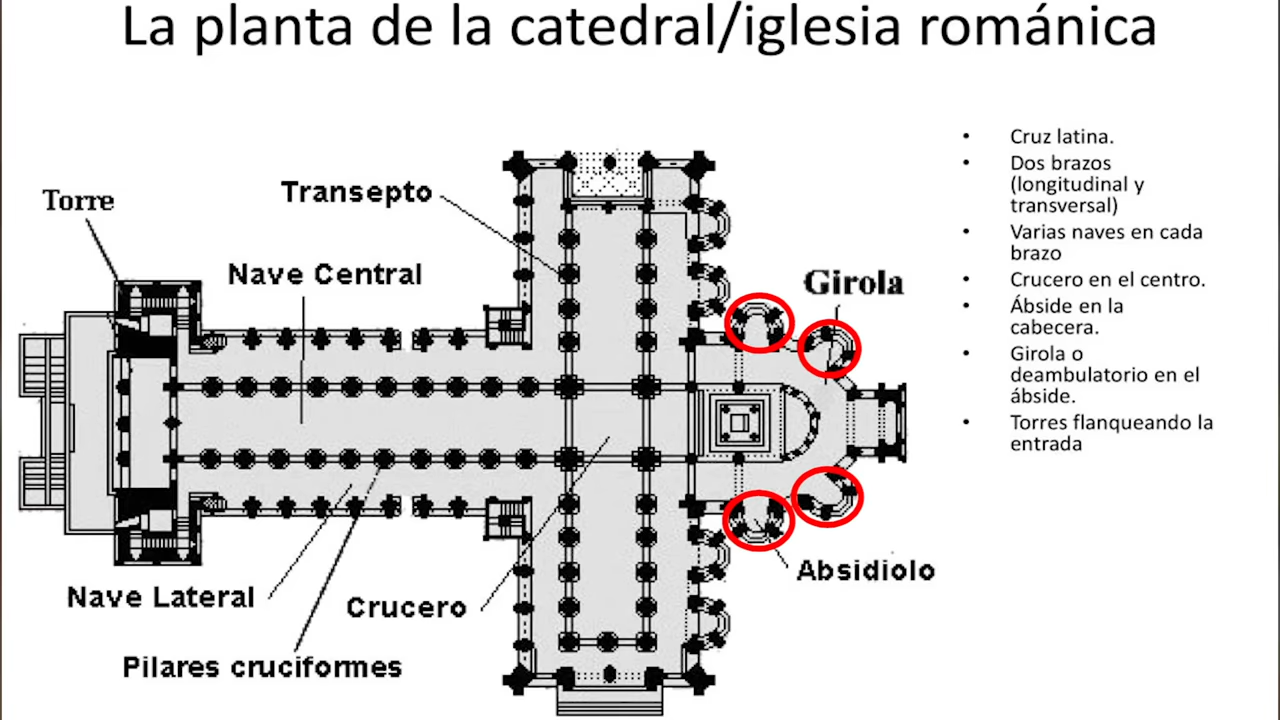 La planta de la catedral/iglesia románica
Torre
Transepto
Nave Central
Girola
Nave Lateral
Crucero
Absidiolo
Pilares cruciformes
• Cruz latina.
• Dos brazos
(longitudinal y
transversal)
• Varias naves en cada
brazo
• Crucero en el centro.
• Ábside en la
cabecera.
• Girola o
deambulatorio en el
ábside.
• Torres flanqueando la
entrada